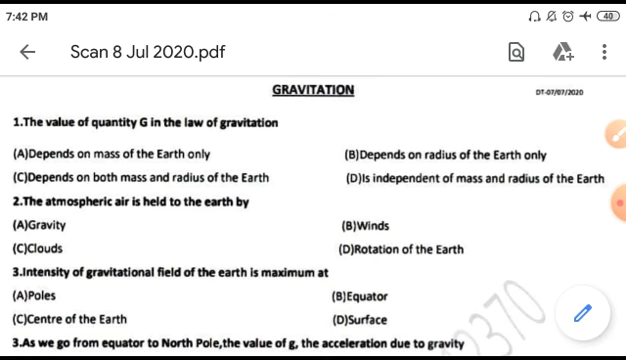 7:42 PM
40
Scan 8 Jul 2020.pdf
GRAVITATION
DT-07/07/2020
1.The value of quantity G in the law of gravitation
(A)Depends on mass of the Earth only (B)Depends on radius of the Earth only
(C)Depends on both mass and radius of the Earth (D)Is independent of mass and radius of the Earth
2.The atmospheric air is held to the earth by
(A)Gravity (B)Winds
(C)Clouds (D)Rotation of the Earth
3.Intensity of gravitational field of the earth is maximum at
(A)Poles (B)Equator
(C)Centre of the Earth (D)Surface
3.As we go from equator to North Pole,the value of g, the acceleration due to gravity
2370